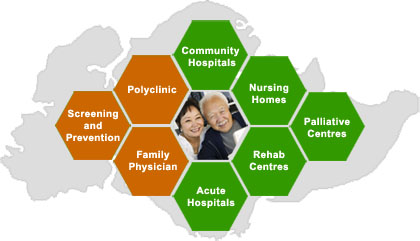 Community
Hospitals
Polyclinic
Nursing
Homes
Screening
and
Prevention
Palliative
Centres
Family
Physician
Rehab
Centres
Acute
Hospitals